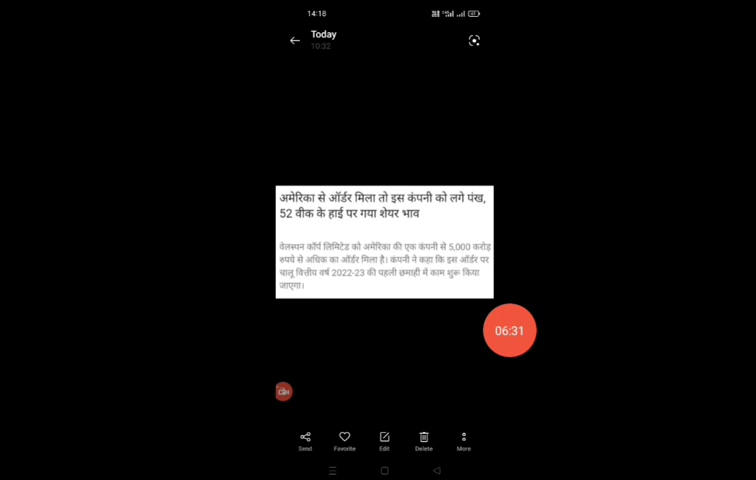 14:18
Today
10:32
अमेरिका से ऑर्डर मिला तो इस कंपनी को लगे पंख,
52 वीक के हाई पर गया शेयर भाव
वेलस्पन कॉर्प लिमिटेड को अमेरिका की एक कंपनी से 5,000 करोड़
रुपये से अधिक का ऑर्डर मिला है। कंपनी ने कहा कि इस ऑर्डर पर
चालू वित्तीय वर्ष 2022-23 की पहली छमाही में काम शुरू किया
जाएगा।
06:31
Send Favorite Edit Delete More